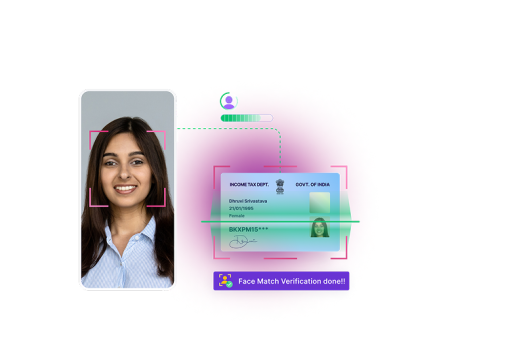 INCOME TAX DEPT. GOVT. OF INDIA
Dhruvi Srivastava
21/01/1995
Female
BKXPM15***
Face Match Verification done!!